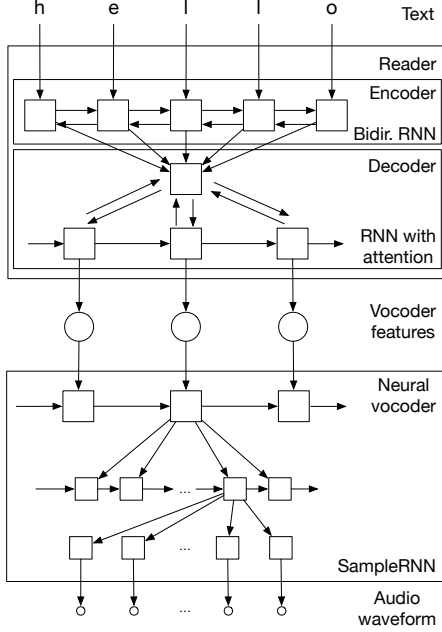 h e l l o
Text
Reader
Encoder
Bidir. RNN
Decoder
RNN with
attention
Vocoder
features
Neural
vocoder
...
...
SampleRNN
...
Audio
waveform